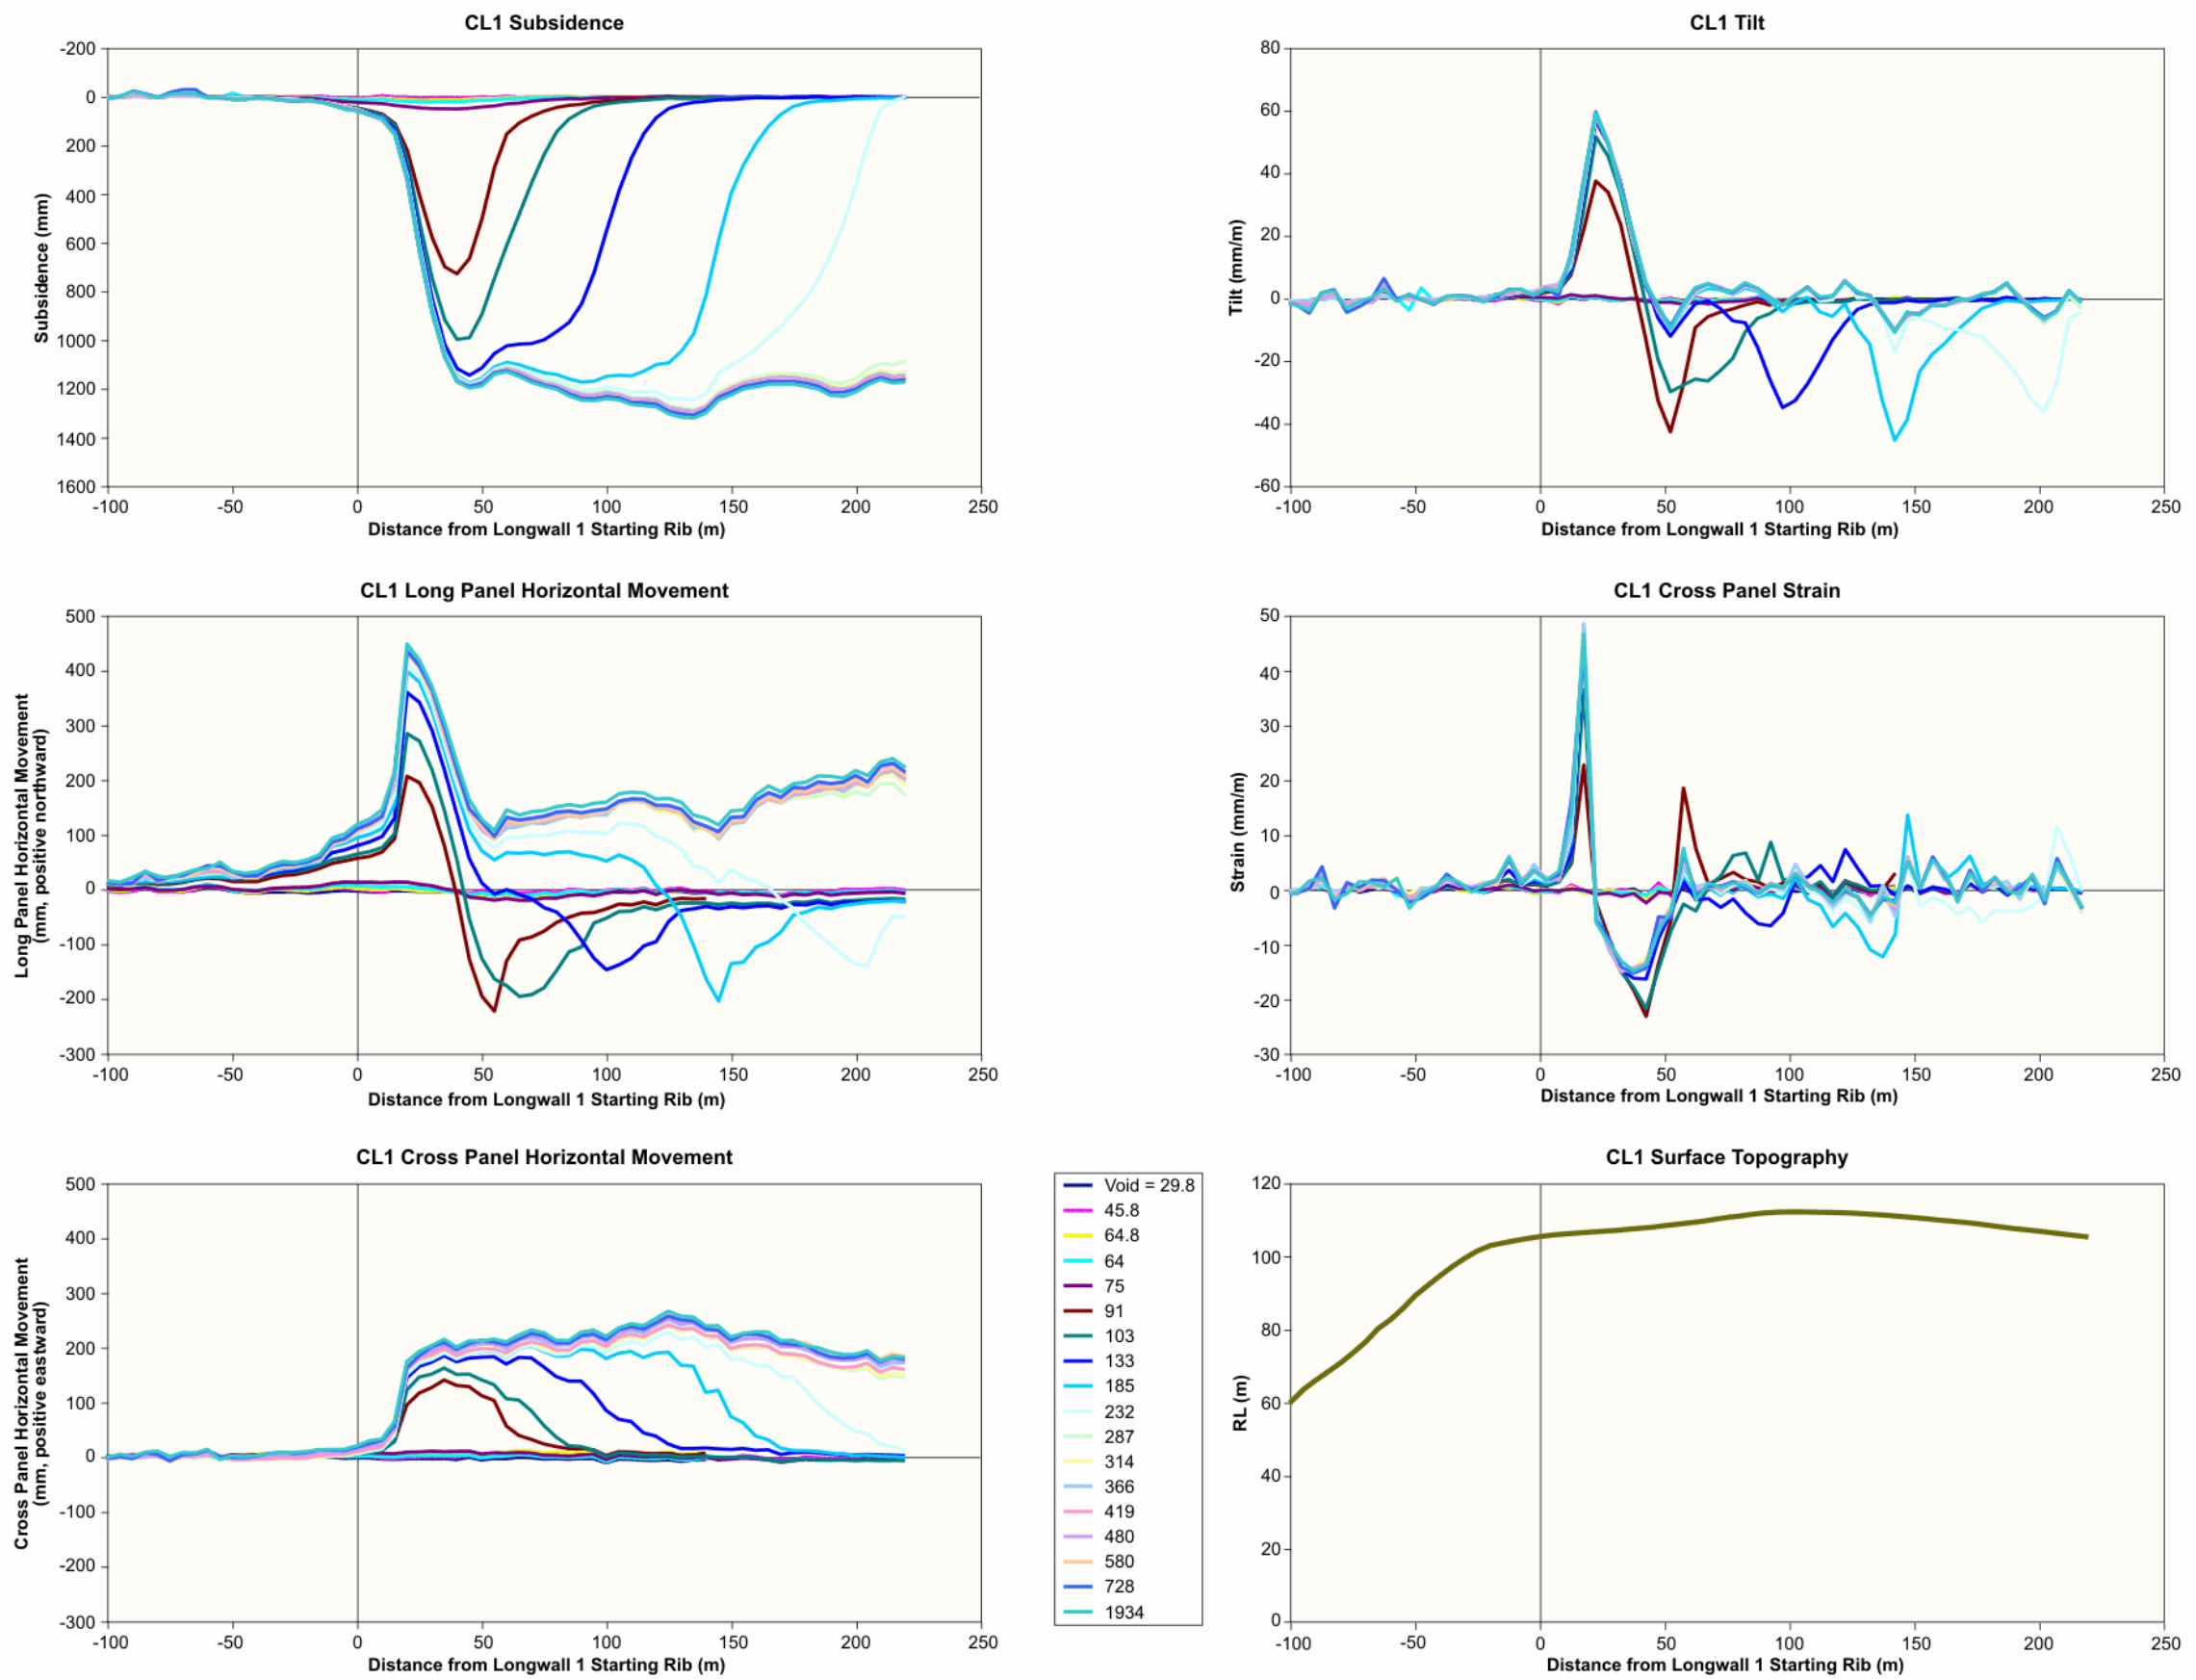 CL1 Subsidence
-200
0
200
400
600
800
1000
1200
1400
1600
Subsidence (mm)
-100 -50 0 50 100 150 200 250
Distance from Longwall 1 Starting Rib (m)
CL1 Tilt
80
60
40
20
0
-20
-40
-60
Tilt (mm/m)
-100 -50 0 50 100 150 200 250
Distance from Longwall 1 Starting Rib (m)
CL1 Long Panel Horizontal Movement
500
400
300
200
100
0
-100
-200
-300
Long Panel Horizontal Movement
(mm, positive northward)
-100 -50 0 50 100 150 200 250
Distance from Longwall 1 Starting Rib (m)
CL1 Cross Panel Strain
50
40
30
20
10
0
-10
-20
-30
Strain (mm/m)
-100 -50 0 50 100 150 200 250
Distance from Longwall 1 Starting Rib (m)
CL1 Cross Panel Horizontal Movement
500
400
300
200
100
0
-100
-200
-300
Cross Panel Horizontal Movement
(mm, positive eastward)
-100 -50 0 50 100 150 200 250
Distance from Longwall 1 Starting Rib (m)
Void = 29.8
45.8
64.8
64
75
91
103
133
185
232
287
314
366
419
480
580
728
1934
CL1 Surface Topography
120
100
80
60
40
20
0
RL (m)
-100 -50 0 50 100 150 200 250
Distance from Longwall 1 Starting Rib (m)